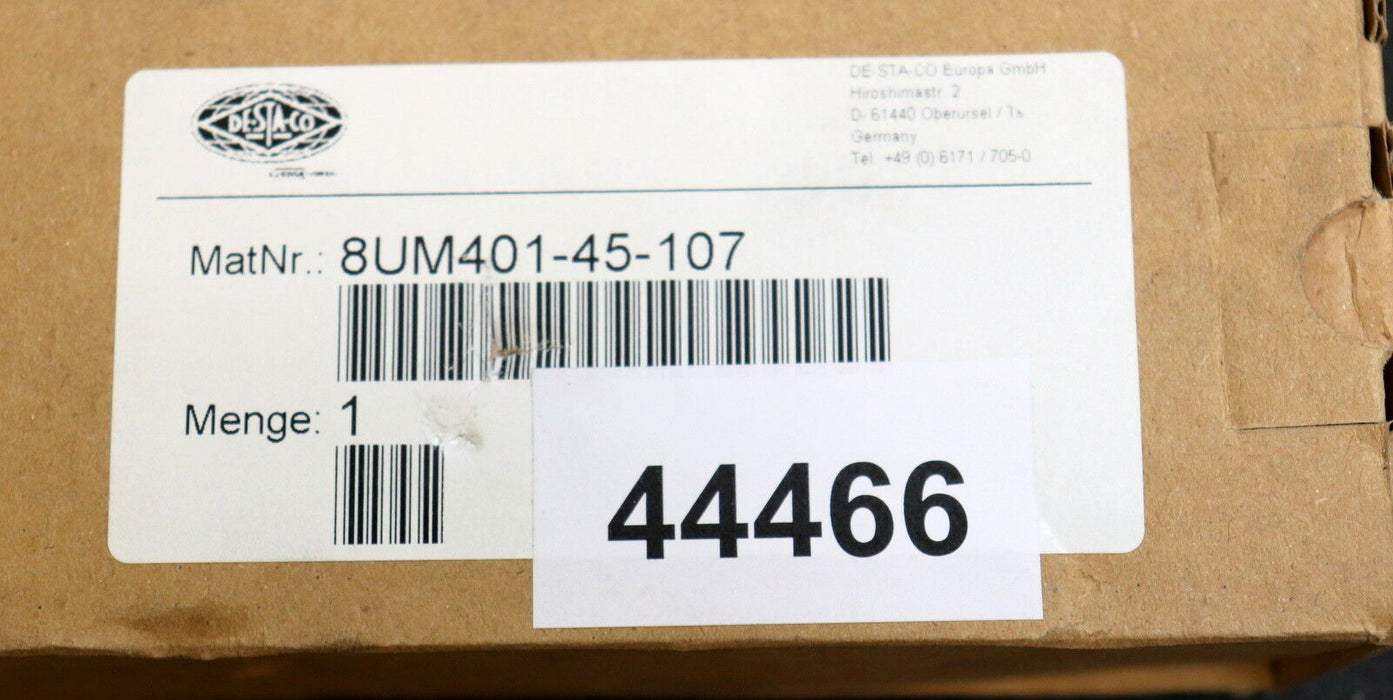 DE-STA-CO
DE-STA-CO Europa GmbH
Hiroshimastr. 2
D- 61440 Oberursel / Ts
Germany
Tel: +49 (0) 6171 / 705-0
MatNr.: 8UM401-45-107
Menge: 1
44466